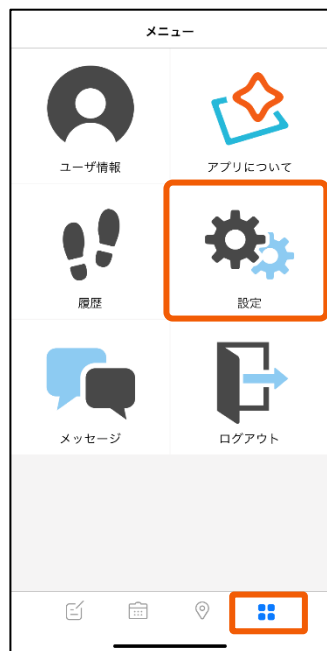 メニュー
ユーザ情報
アプリについて
履歴
設定
メッセージ
ログアウト